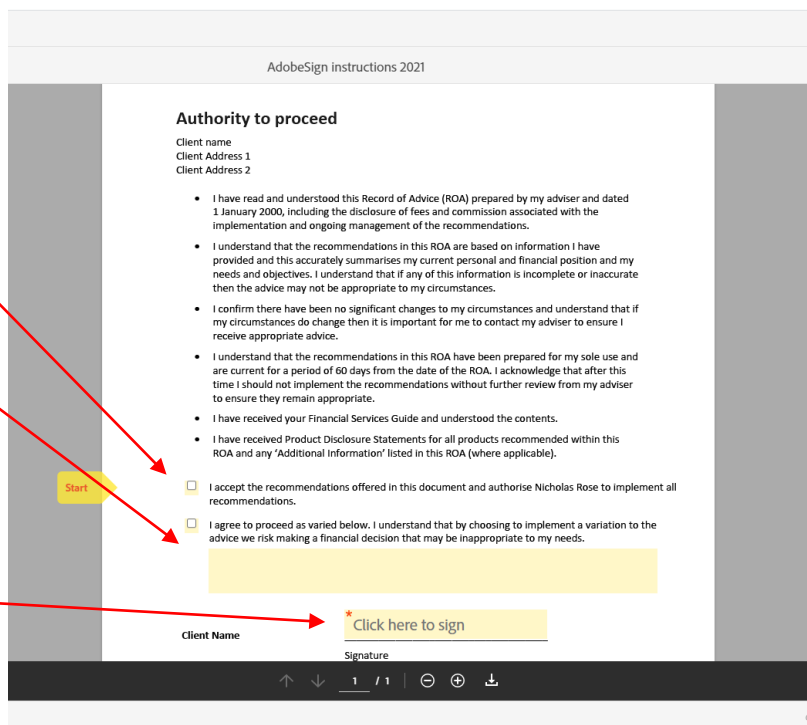 AdobeSign instructions 2021
Authority to proceed
Client name
Client Address 1
Client Address 2
• I have read and understood this Record of Advice (ROA) prepared by my adviser and dated
1 January 2000, including the disclosure of fees and commission associated with the
implementation and ongoing management of the recommendations.
• I understand that the recommendations in this ROA are based on information I have
provided and this accurately summarises my current personal and financial position and my
needs and objectives. I understand that if any of this information is incomplete or inaccurate
then the advice may not be appropriate to my circumstances.
• I confirm there have been no significant changes to my circumstances and understand that if
my circumstances do change then it is important for me to contact my adviser to ensure I
receive appropriate advice.
• I understand that the recommendations in this ROA have been prepared for my sole use and
are current for a period of 60 days from the date of the ROA. I acknowledge that after this
time I should not implement the recommendations without further review from my adviser
to ensure they remain appropriate.
• I have received your Financial Services Guide and understood the contents.
• I have received Product Disclosure Statements for all products recommended within this
ROA and any ‘Additional Information’ listed in this ROA (where applicable).
Start
I accept the recommendations offered in this document and authorise Nicholas Rose to implement all
recommendations.
I agree to proceed as varied below. I understand that by choosing to implement a variation to the
advice we risk making a financial decision that may be inappropriate to my needs.
* Click here to sign
Client Name
Signature
1 / 1